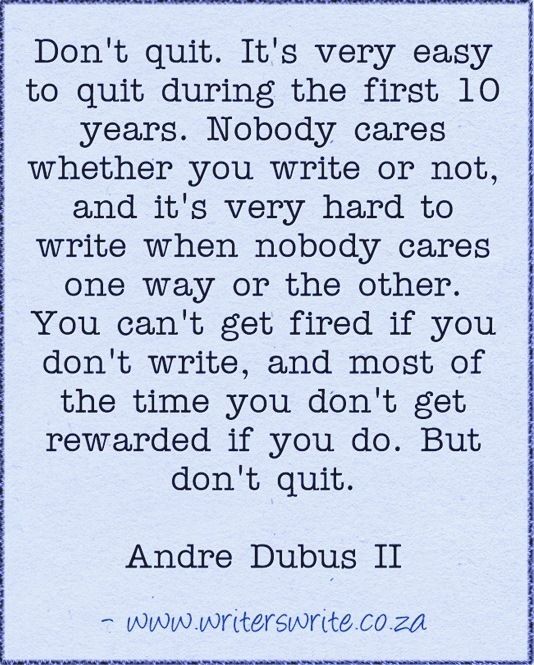 Don't quit. It's very easy
to quit during the first 10
years. Nobody cares
whether you write or not,
and it's very hard to
write when nobody cares
one way or the other.
You can't get fired if you
don't write, and most of
the time you don't get
rewarded if you do. But
don't quit.
Andre Dubus II
- www.writerswrite.co.za